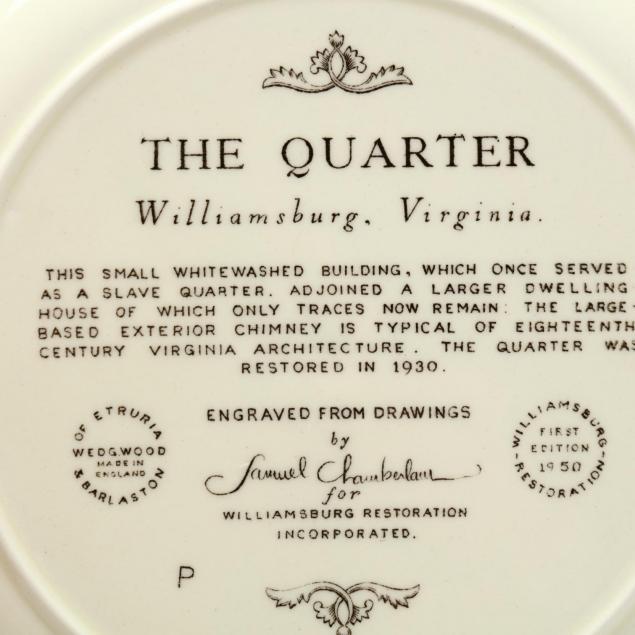 THE QUARTER
Williamsburg, Virginia.
THIS SMALL WHITEWASHED BUILDING, WHICH ONCE SERVED
AS A SLAVE QUARTER, ADJOINED A LARGER DWELLING
HOUSE OF WHICH ONLY TRACES NOW REMAIN: THE LARGE-
BASED EXTERIOR CHIMNEY IS TYPICAL OF EIGHTEENTH
CENTURY VIRGINIA ARCHITECTURE. THE QUARTER WAS
RESTORED IN 1930.
OF ETRURIA
WEDGWOOD
MADE IN
ENGLAND
& BARLASTON
ENGRAVED FROM DRAWINGS
by
Samuel Chamberlain
for
WILLIAMSBURG RESTORATION
INCORPORATED.
WILLIAMSBURG
FIRST
EDITION
1950
RESTORATION
P